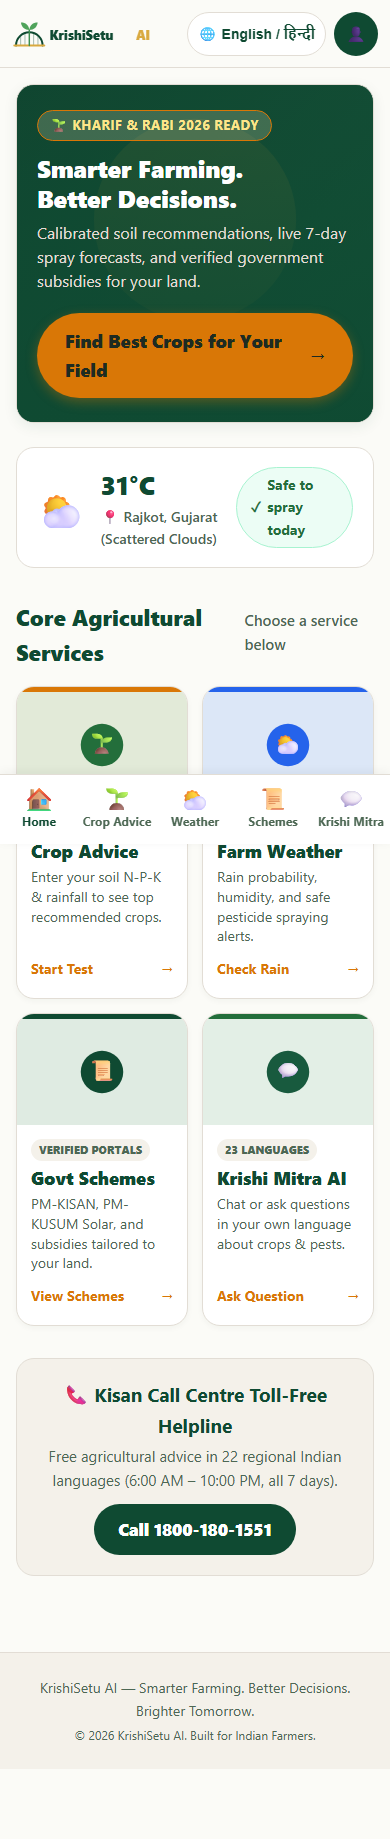 KrishiSetu AI
English / हिन्दी
KHARIF & RABI 2026 READY
Smarter Farming.
Better Decisions.
Calibrated soil recommendations, live 7-day
spray forecasts, and verified government
subsidies for your land.
Find Best Crops for Your
Field →
31°C
Rajkot, Gujarat
(Scattered Clouds)
✓ Safe to
spray
today
Core Agricultural
Services
Choose a service
below
Home
Crop Advice
Weather
Schemes
Krishi Mitra
Crop Advice
Enter your soil N-P-K
& rainfall to see top
recommended crops.
Start Test →
Farm Weather
Rain probability,
humidity, and safe
pesticide spraying
alerts.
Check Rain →
VERIFIED PORTALS
Govt Schemes
PM-KISAN, PM-
KUSUM Solar, and
subsidies tailored to
your land.
View Schemes →
23 LANGUAGES
Krishi Mitra AI
Chat or ask questions
in your own language
about crops & pests.
Ask Question →
Kisan Call Centre Toll-Free
Helpline
Free agricultural advice in 22 regional Indian
languages (6:00 AM – 10:00 PM, all 7 days).
Call 1800-180-1551
KrishiSetu AI — Smarter Farming. Better Decisions.
Brighter Tomorrow.
© 2026 KrishiSetu AI. Built for Indian Farmers.